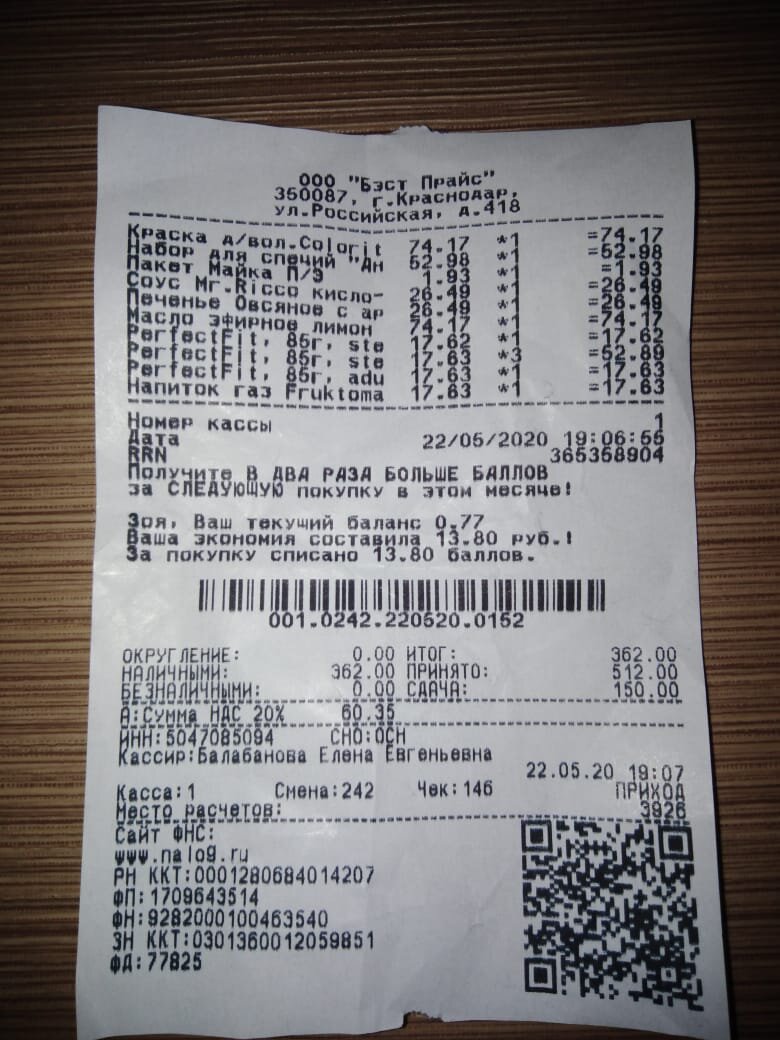 ООО "Бэст Прайс"
350087, г.Краснодар,
ул.Российская, д.418
Краска д/вол.Colorit 74.17 *1 =74.17
Набор для специй "Дн 52.98 *1 =52.98
Пакет Майка П/Э 1.93 *1 =1.93
Соус Mr.Ricco кисло- 26.49 *1 =26.49
Печенье Овсяное с ар 26.49 *1 =26.49
Масло эфирное лимон 74.17 *1 =74.17
PerfectFit, 85г, ste 17.62 *1 =17.62
PerfectFit, 85г, ste 17.63 *3 =52.89
PerfectFit, 85г, adu 17.63 *1 =17.63
Напиток газ Fruktoma 17.63 *1 =17.63
Номер кассы 1
Дата 22/05/2020 19:06:55
RRN 365358904
Получите В ДВА РАЗА БОЛЬШЕ БАЛЛОВ
за СЛЕДУЮЩУЮ покупку в этом месяце!
Зоя, Ваш текущий баланс 0.77
Ваша экономия составила 13.80 руб.!
За покупку списано 13.80 баллов.
001.0242.220520.0152
ОКРУГЛЕНИЕ: 0.00 ИТОГ: 362.00
НАЛИЧНЫМИ: 362.00 ПРИНЯТО: 512.00
БЕЗНАЛИЧНЫМИ: 0.00 СДАЧА: 150.00
А:Сумма НДС 20% 60.35
ИНН:5047085094 СНО:ОСН
Кассир:Балабанова Елена Евгеньевна
22.05.20 19:07
Касса:1 Смена:242 Чек:146 ПРИХОД
Место расчетов: 3926
Сайт ФНС:
www.nalog.ru
РН ККТ:0001280684014207
ФП:1709643514
ФН:9282000100463540
ЗН ККТ:0301360012059851
ФД:77825